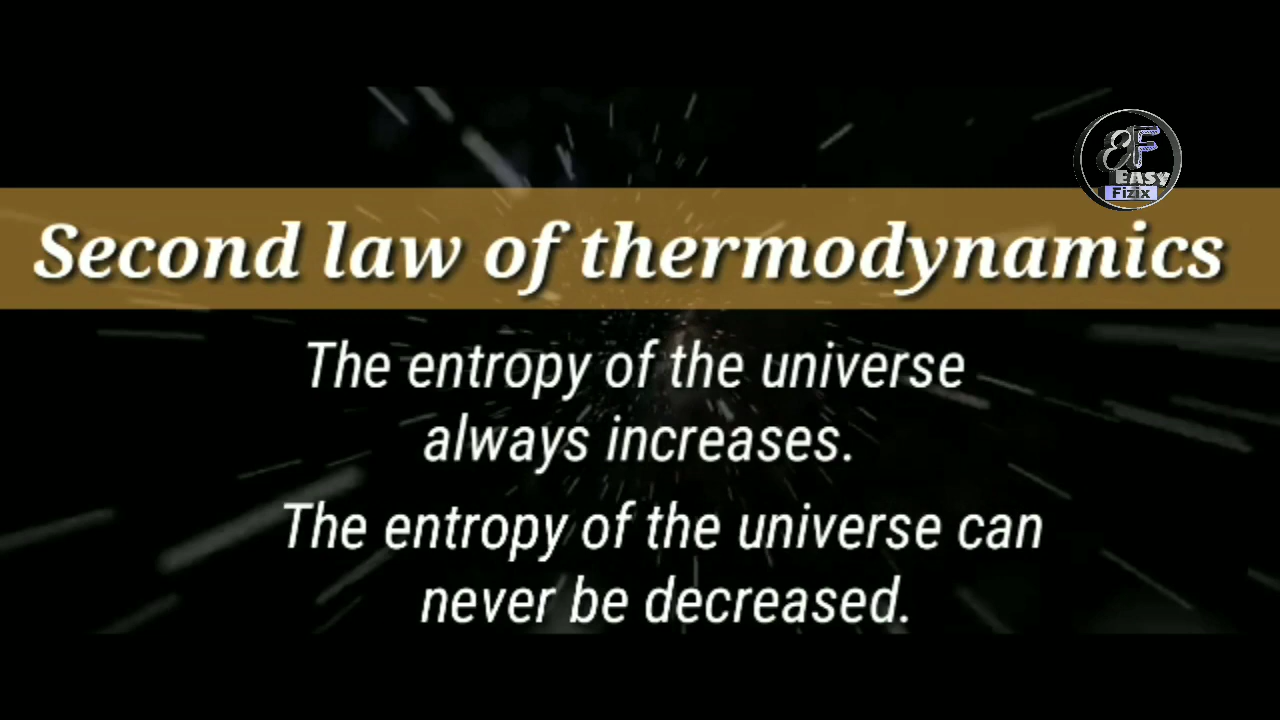 EF
EASY
Fizix
Second law of thermodynamics
The entropy of the universe
always increases.
The entropy of the universe can
never be decreased.